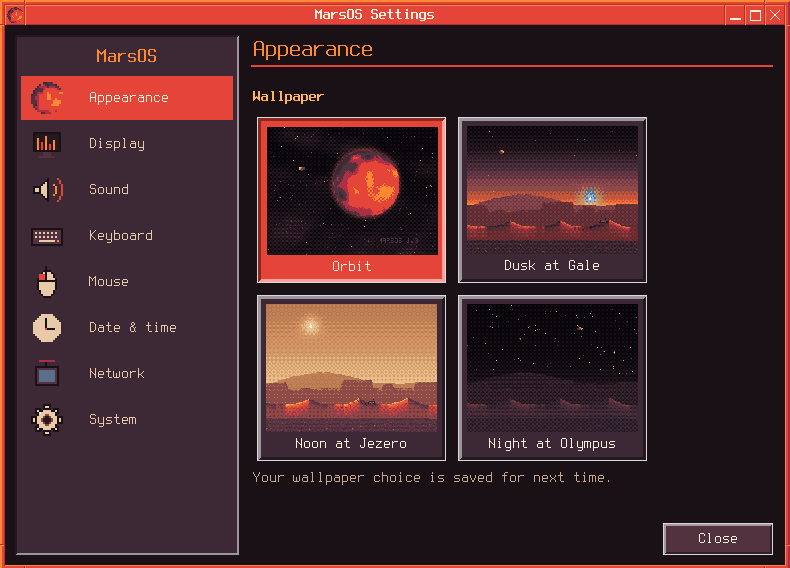 MarsOS Settings
MarsOS
Appearance
Display
Sound
Keyboard
Mouse
Date & time
Network
System
Appearance
Wallpaper
Orbit
Dusk at Gale
Noon at Jezero
Night at Olympus
Your wallpaper choice is saved for next time.
Close